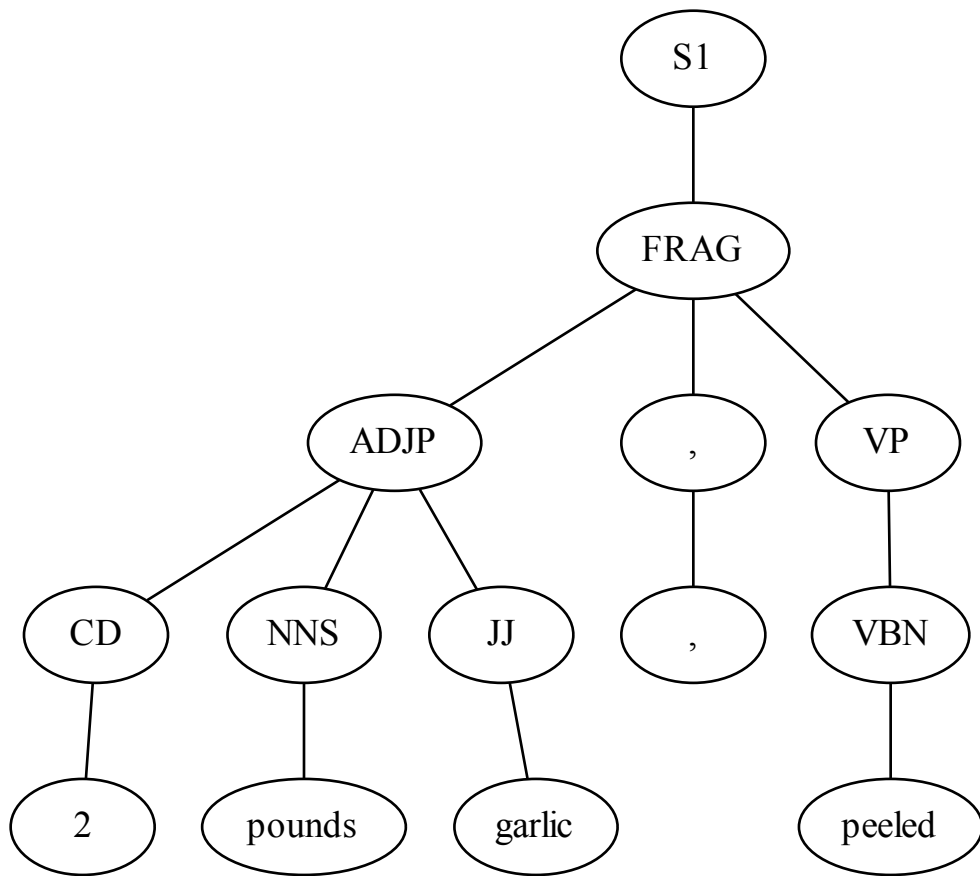 S1
FRAG
ADJP , VP
CD NNS JJ , VBN
2 pounds garlic peeled